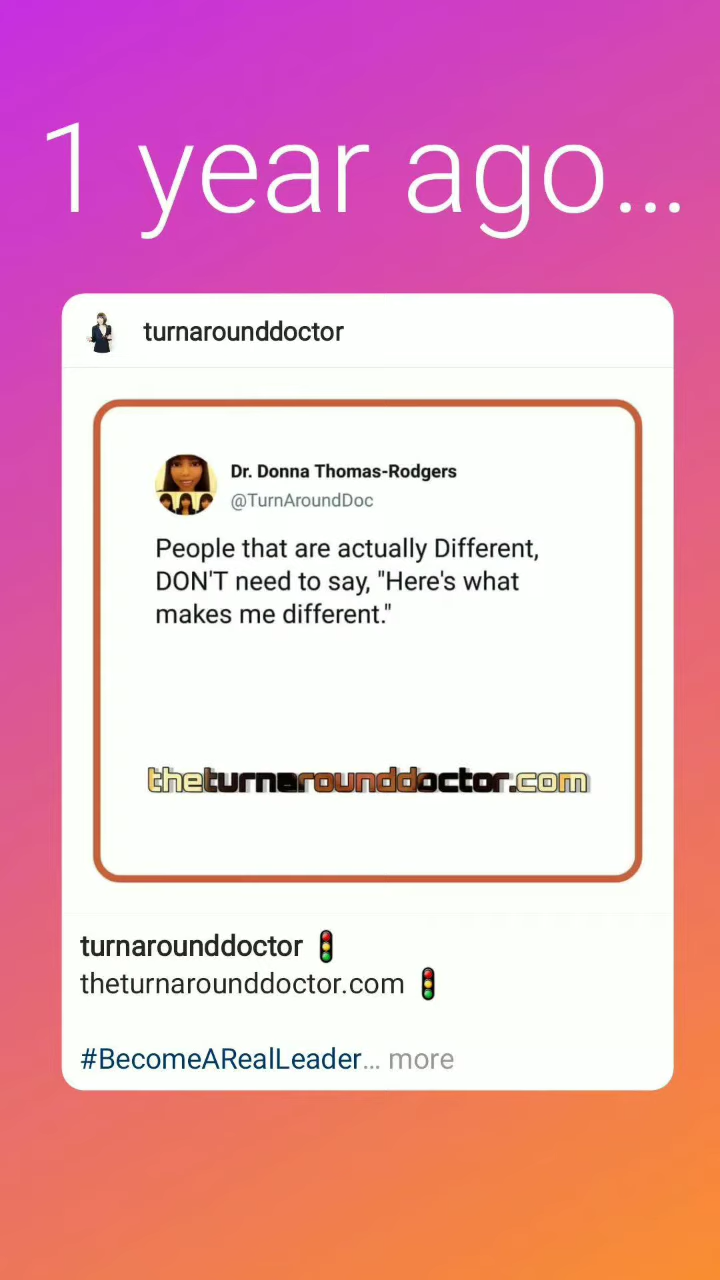 1 year ago...
turnarounddoctor
Dr. Donna Thomas-Rodgers
@TurnAroundDoc
People that are actually Different,
DON'T need to say, "Here's what
makes me different."
theturnarounddoctor.com
turnarounddoctor 🚦
theturnarounddoctor.com 🚦
#BecomeARealLeader... more